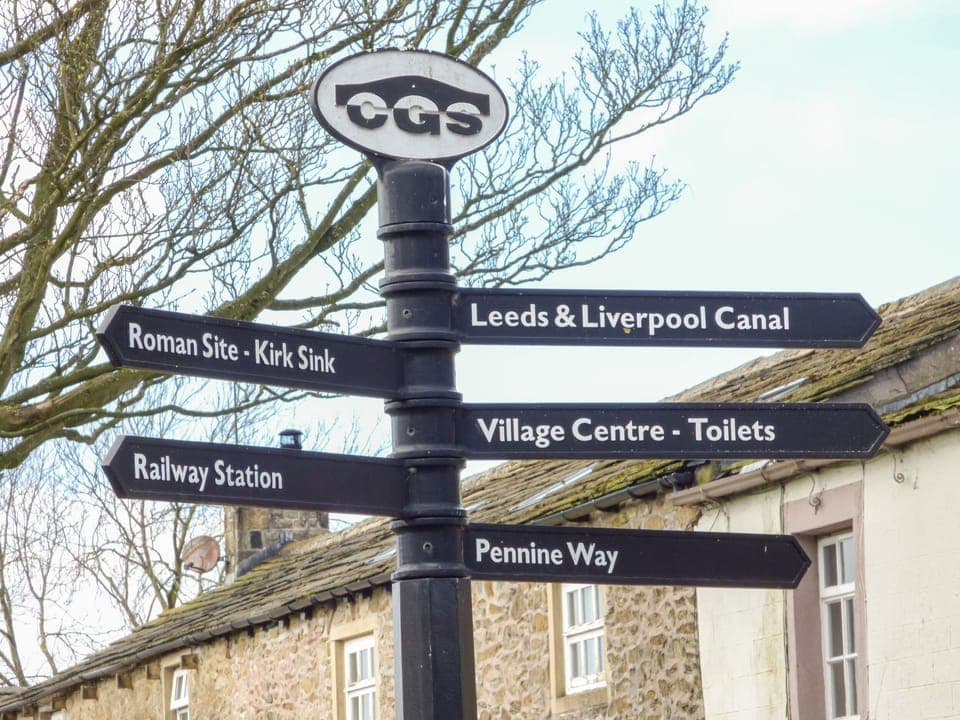 CGS
Leeds & Liverpool Canal
Roman Site - Kirk Sink
Village Centre - Toilets
Railway Station
Pennine Way